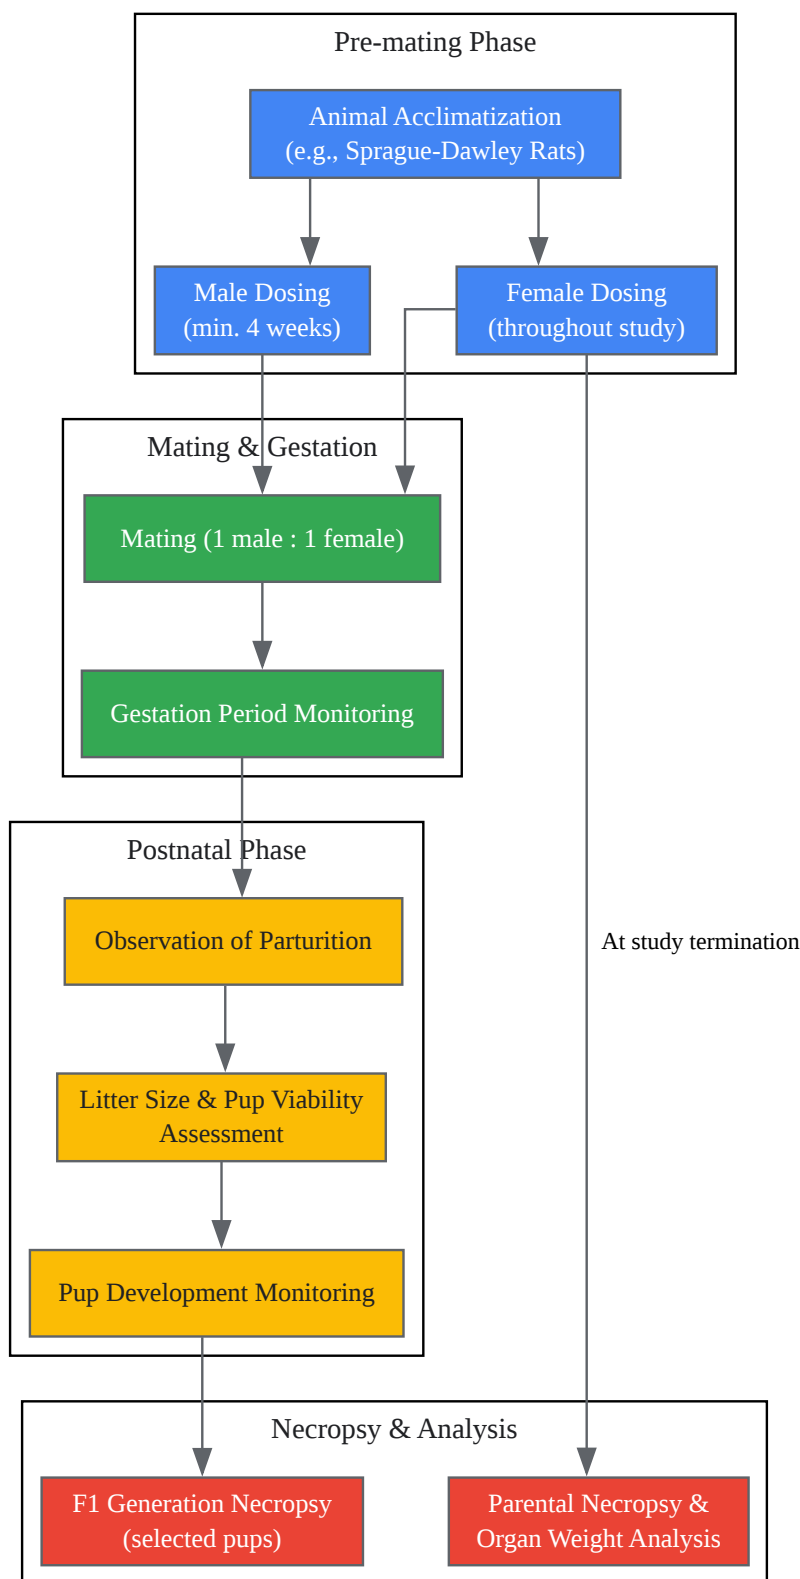 Pre-mating Phase
Animal Acclimatization
(e.g., Sprague-Dawley Rats)
Male Dosing
(min. 4 weeks)
Female Dosing
(throughout study)
Mating & Gestation
Mating (1 male : 1 female)
Gestation Period Monitoring
Postnatal Phase
Observation of Parturition
At study termination
Litter Size & Pup Viability
Assessment
Pup Development Monitoring
Necropsy & Analysis
F1 Generation Necropsy
(selected pups)
Parental Necropsy &
Organ Weight Analysis